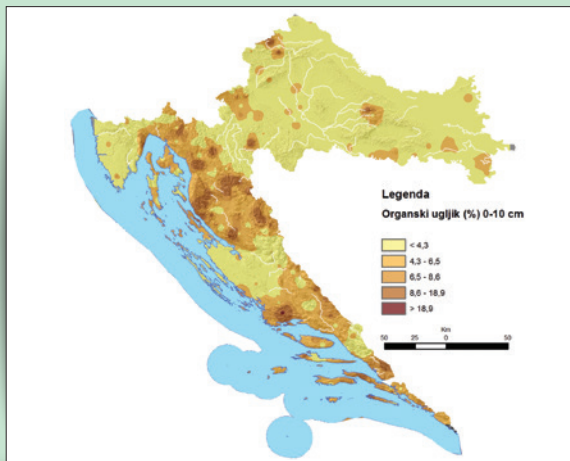 Legenda
Organski ugljik (%) 0-10 cm
< 4,3
4,3 - 6,5
6,5 - 8,6
8,6 - 18,9
> 18,9
Km
50 25 0 50